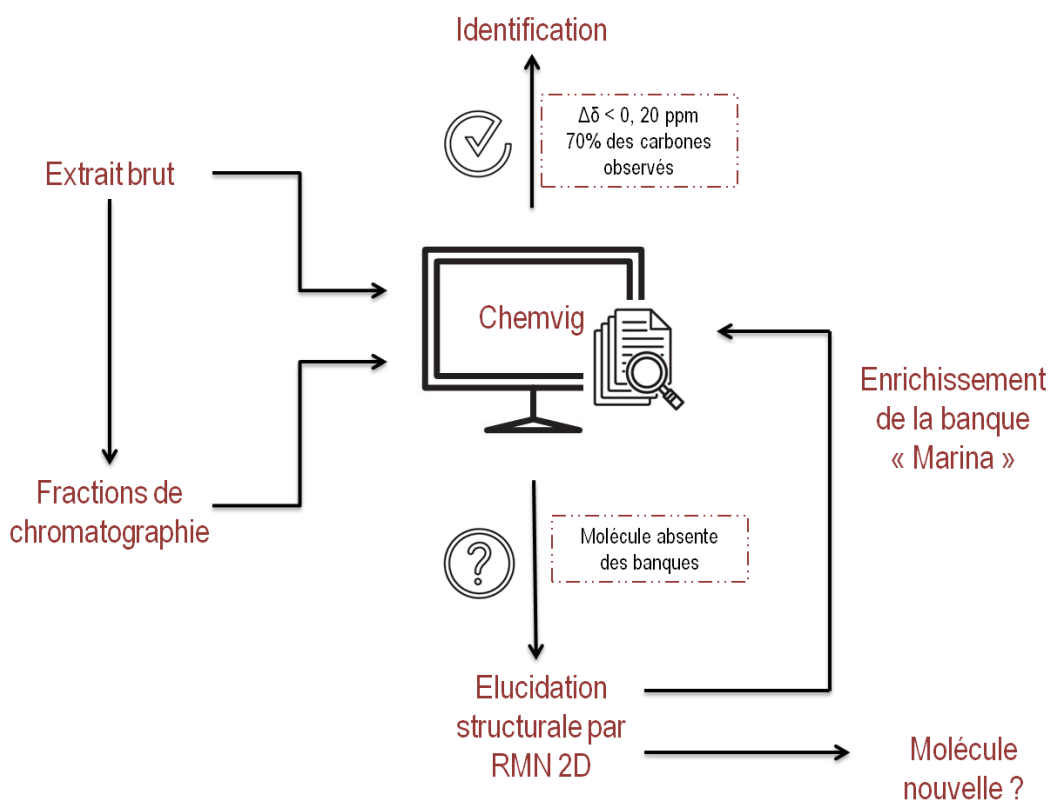 Identification
Δδ < 0, 20 ppm
70% des carbones
observés
Extrait brut
Chemvig
Enrichissement
de la banque
« Marina »
Fractions de
chromatographie
Molécule absente
des banques
Elucidation
structurale par
RMN 2D
Molécule
nouvelle ?